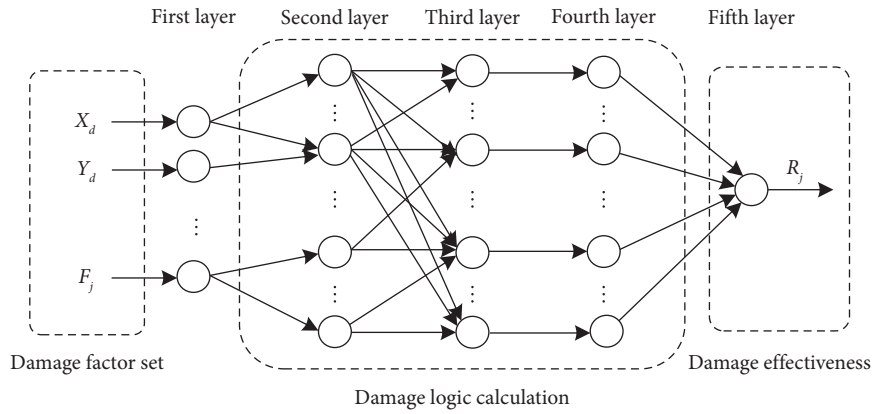 First layer
Second layer
Third layer
Fourth layer
Fifth layer
X_d
Y_d
F_j
R_j
Damage factor set
Damage effectiveness
Damage logic calculation